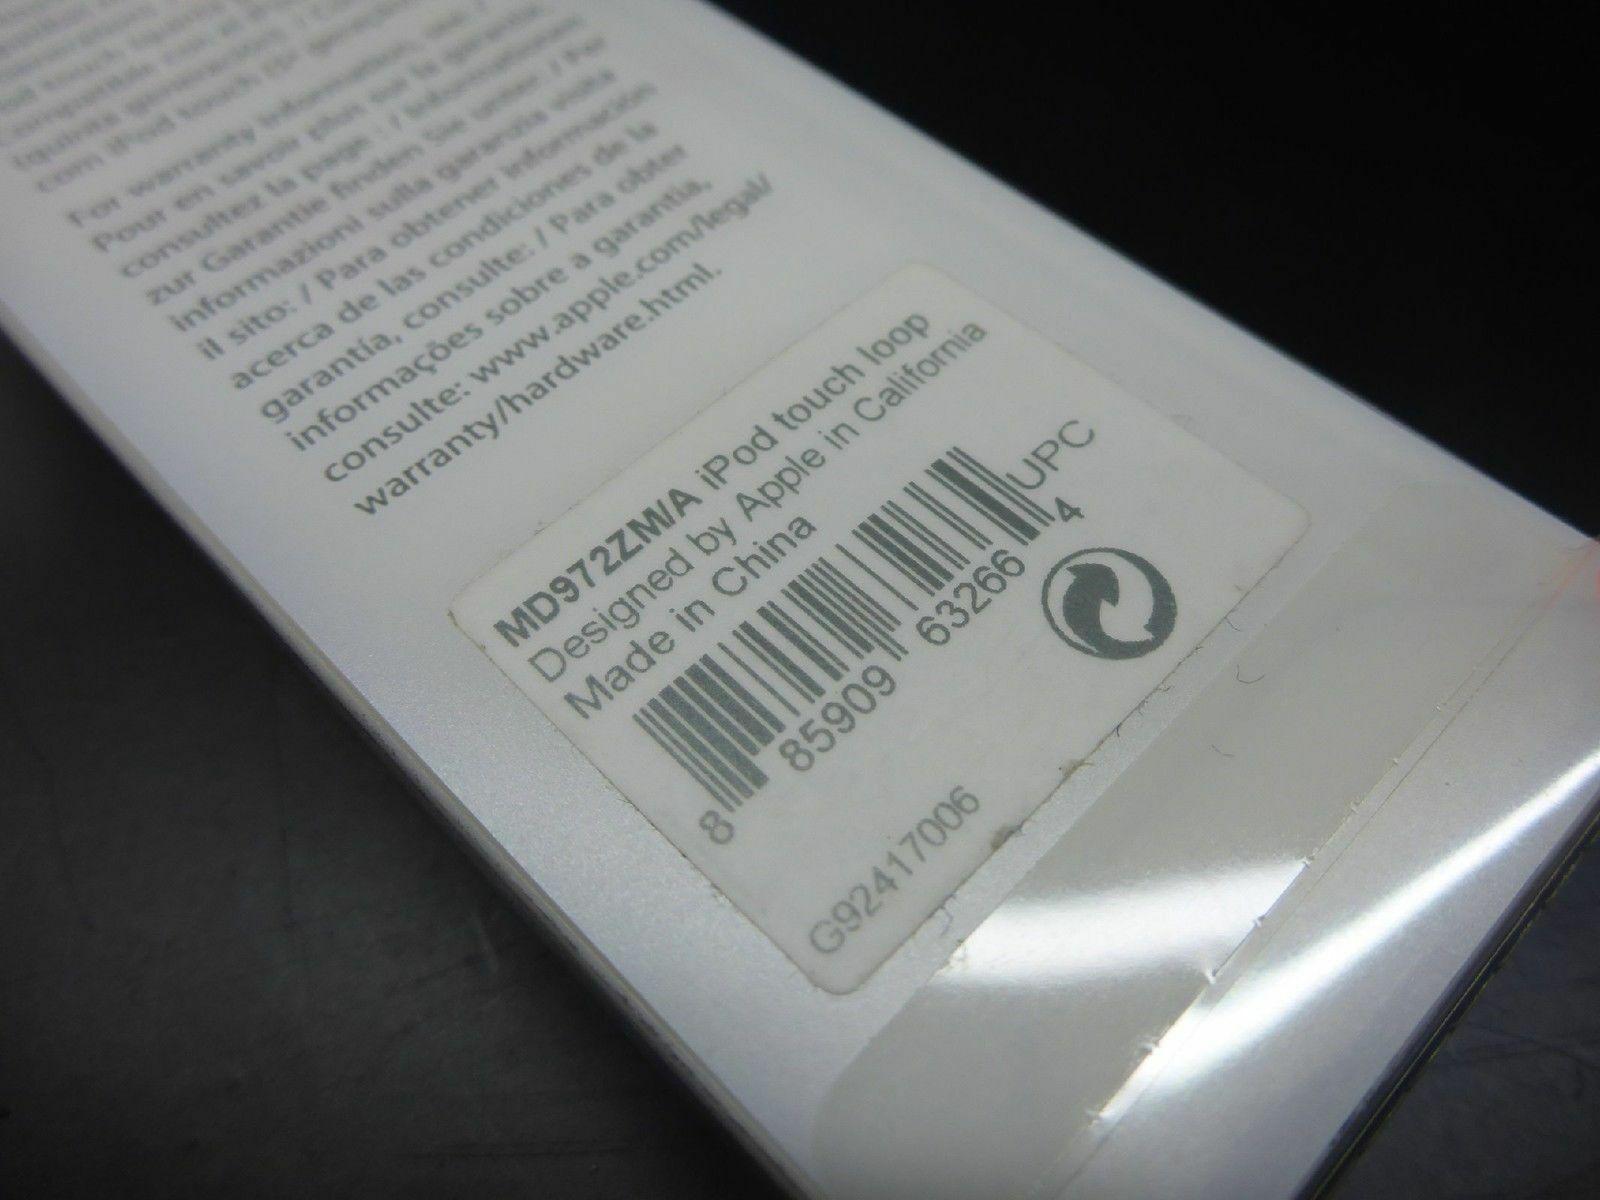 For warranty information, see: /
Pour en savoir plus sur la garantie
consultez la page : / Informationen
zur Garantie finden Sie unter: / Per
informazioni sulla garanzia visita
il sito: / Para obtener información
acerca de las condiciones de la
garantía, consulte: / Para obter
informações sobre a garantia,
consulte: www.apple.com/legal/
warranty/hardware.html.
MD972ZM/A iPod touch loop
Designed by Apple in California
Made in China
UPC
8 85909 63266 4
G92417006